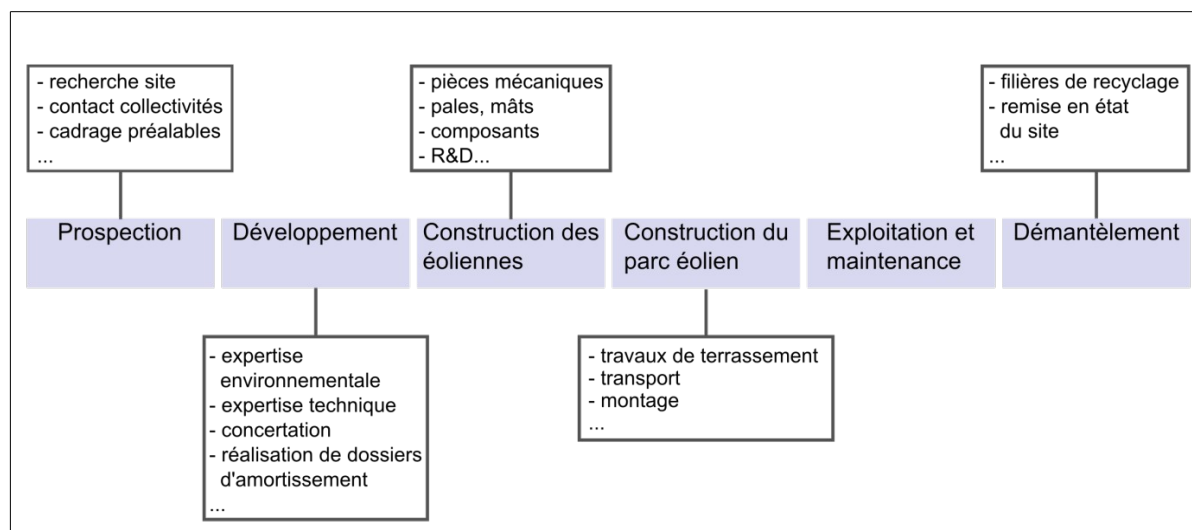 - recherche site
- contact collectivités
- cadrage préalables
...
- pièces mécaniques
- pales, mâts
- composants
- R&D...
- filières de recyclage
- remise en état
du site
...
Prospection
Développement
Construction des
éoliennes
Construction du
parc éolien
Exploitation et
maintenance
Démantèlement
- expertise
environnementale
- expertise technique
- concertation
- réalisation de dossiers
d'amortissement
...
- travaux de terrassement
- transport
- montage
...